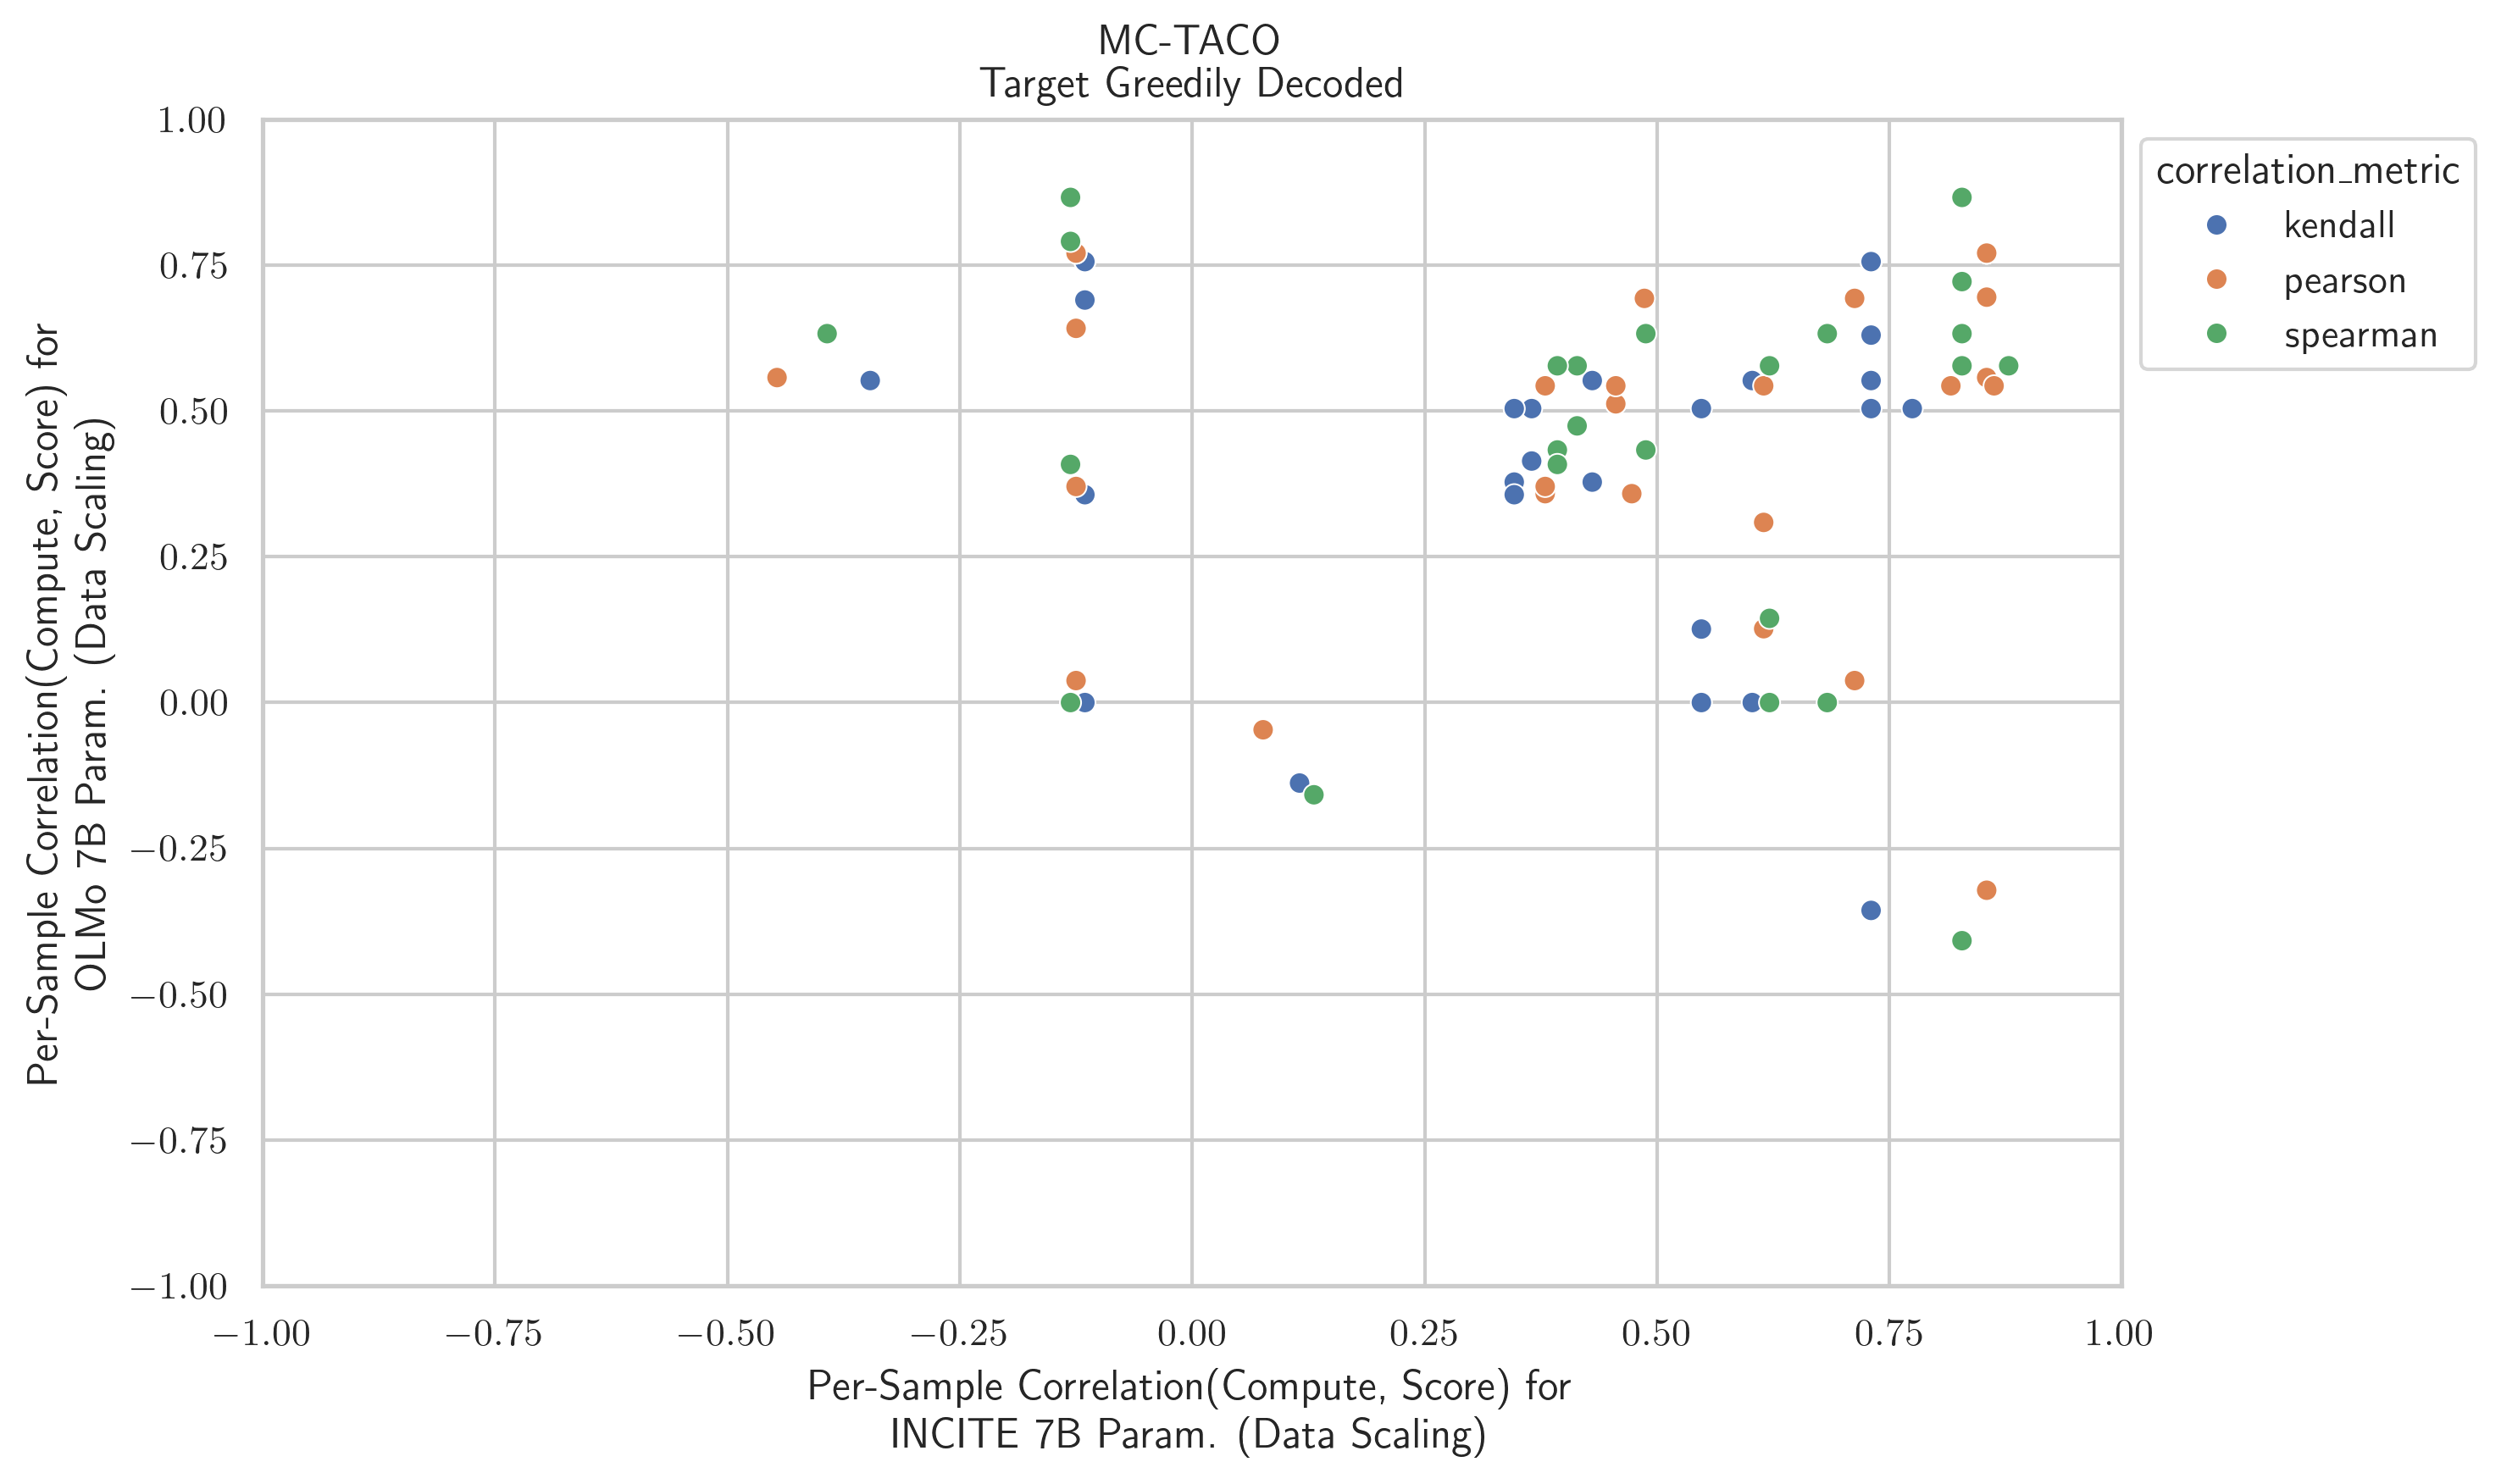 MC-TACO
Target Greedily Decoded
correlation_metric
kendall
pearson
spearman
Per-Sample Correlation(Compute, Score) for
OLMo 7B Param. (Data Scaling)
1.00
0.75
0.50
0.25
0.00
−0.25
−0.50
−0.75
−1.00
−1.00 −0.75 −0.50 −0.25 0.00 0.25 0.50 0.75 1.00
Per-Sample Correlation(Compute, Score) for
INCITE 7B Param. (Data Scaling)